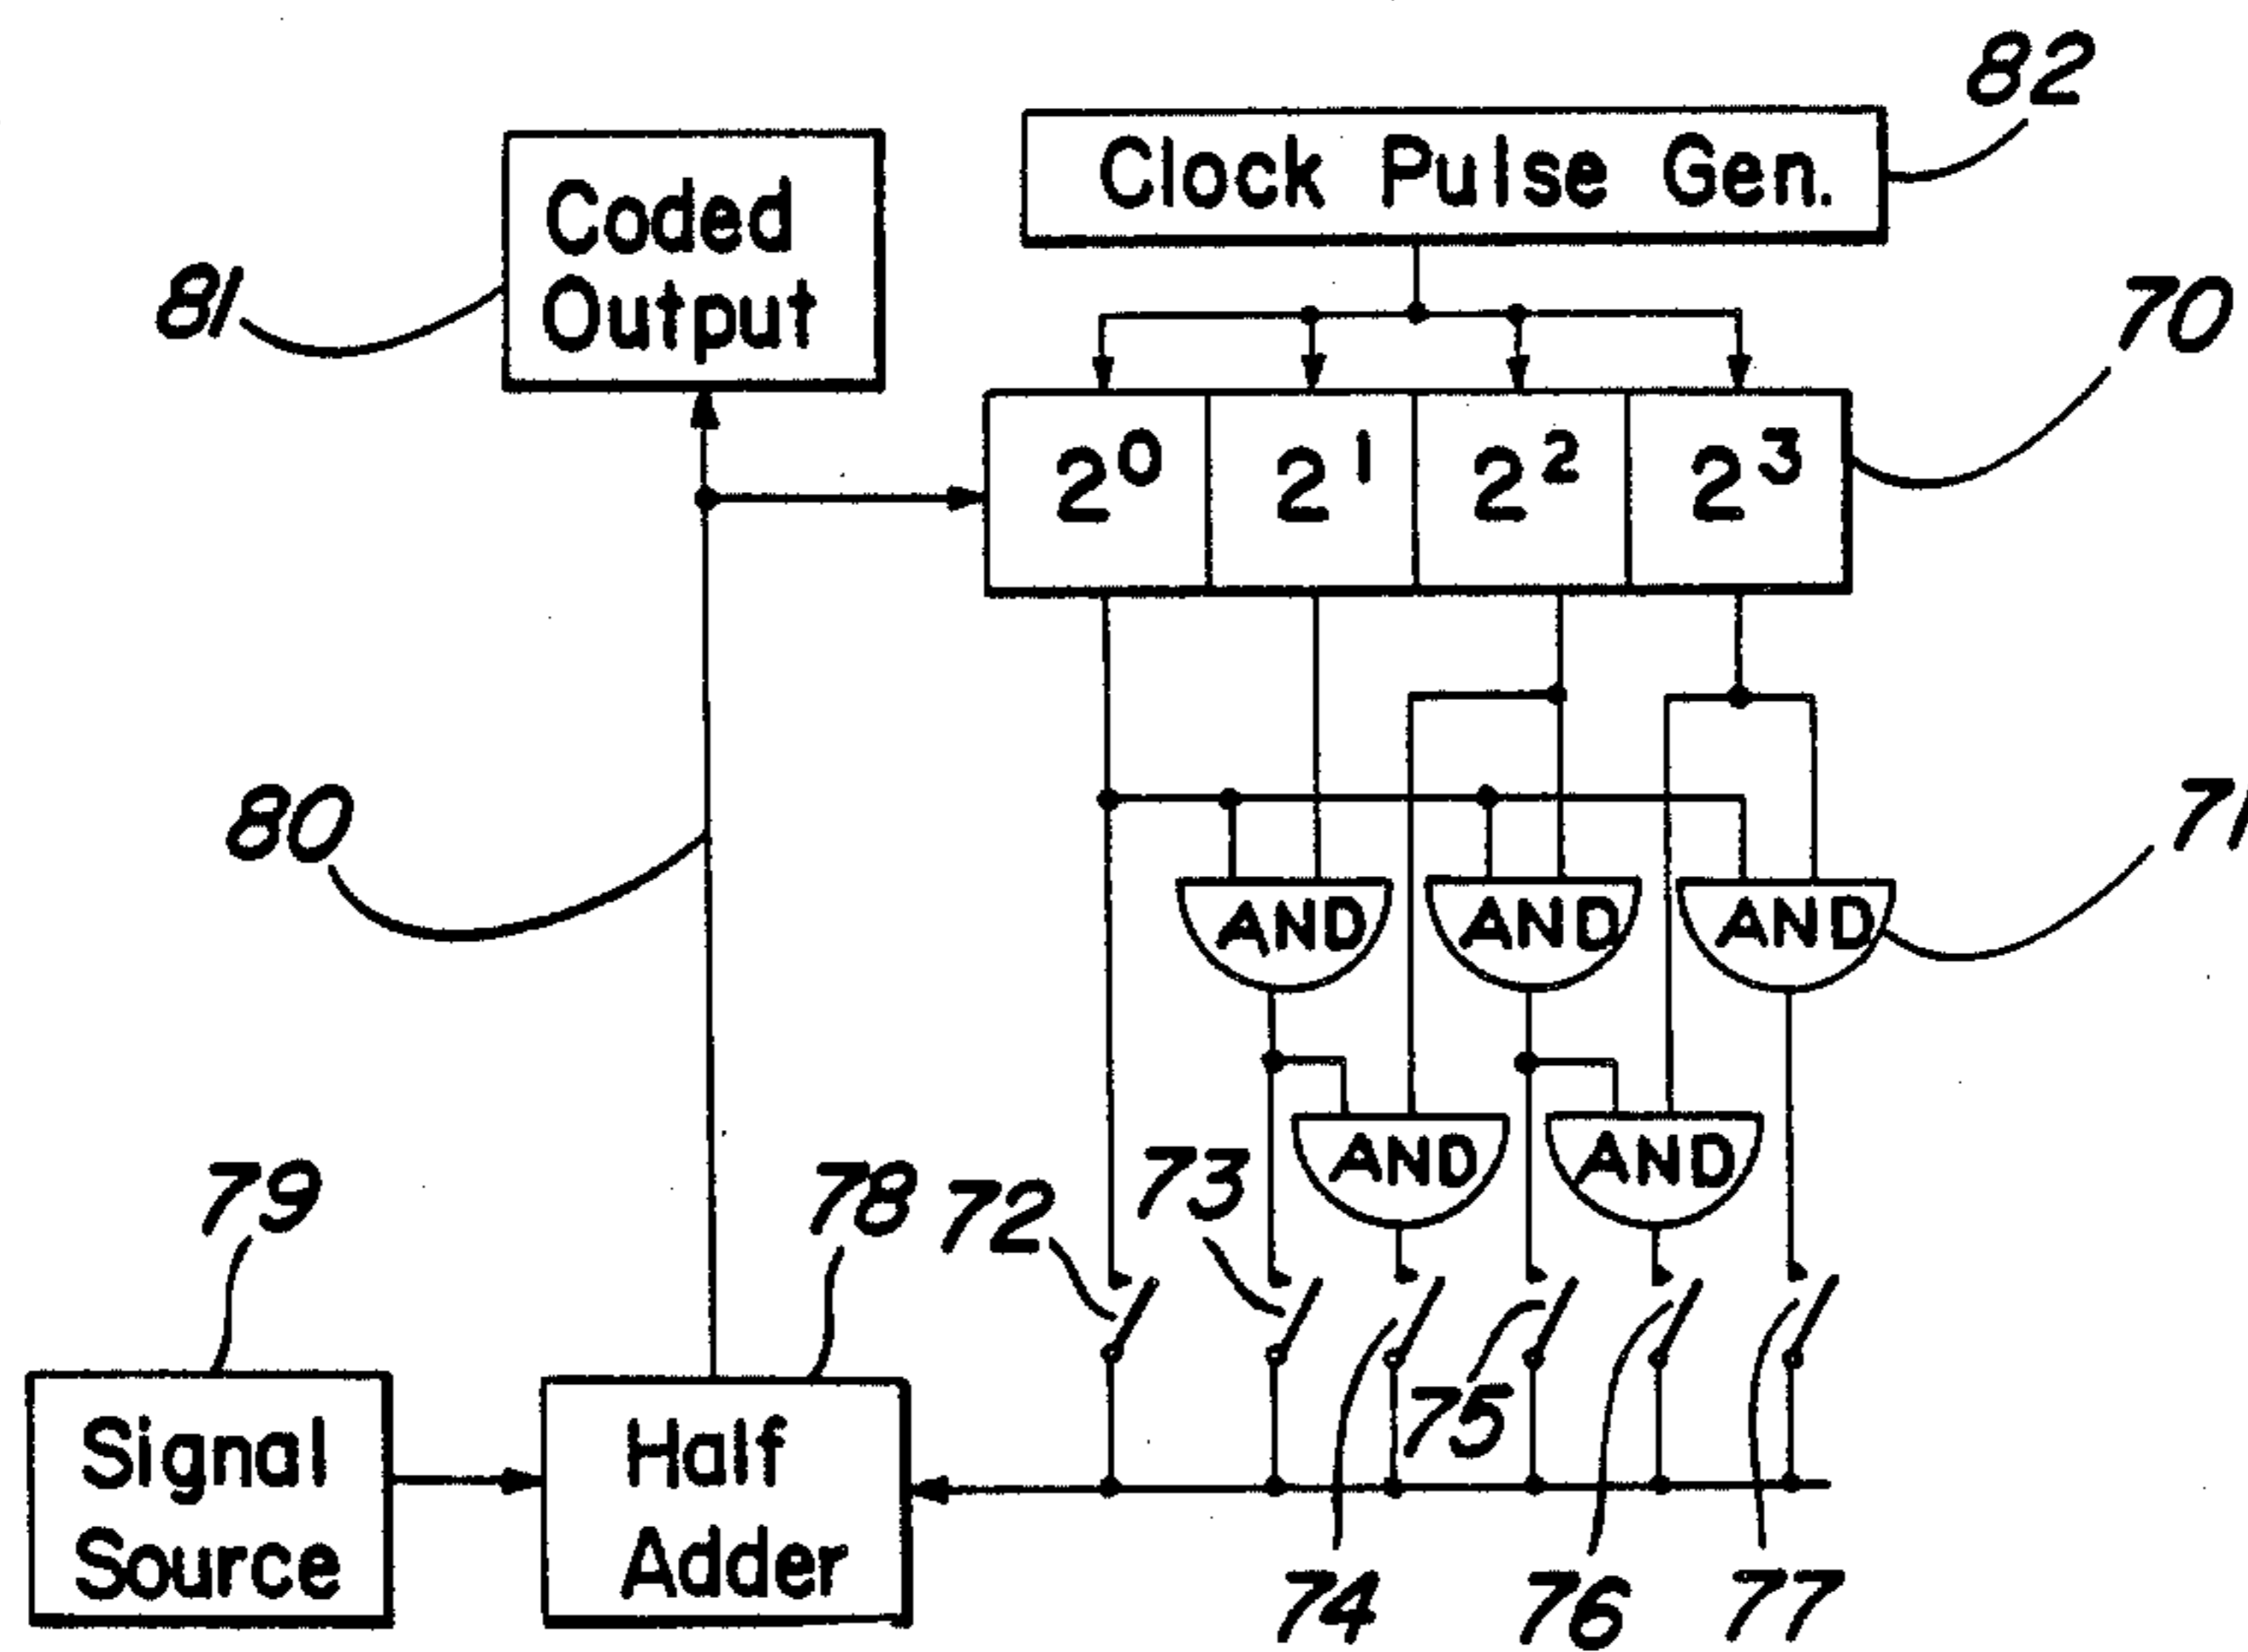 82
Clock Pulse Gen.
Coded
Output
81
70
2⁰ 2¹ 2² 2³
80
71
AND AND AND
AND AND
79
78
72
73
Signal
Source
Half
Adder
75
74
76
77